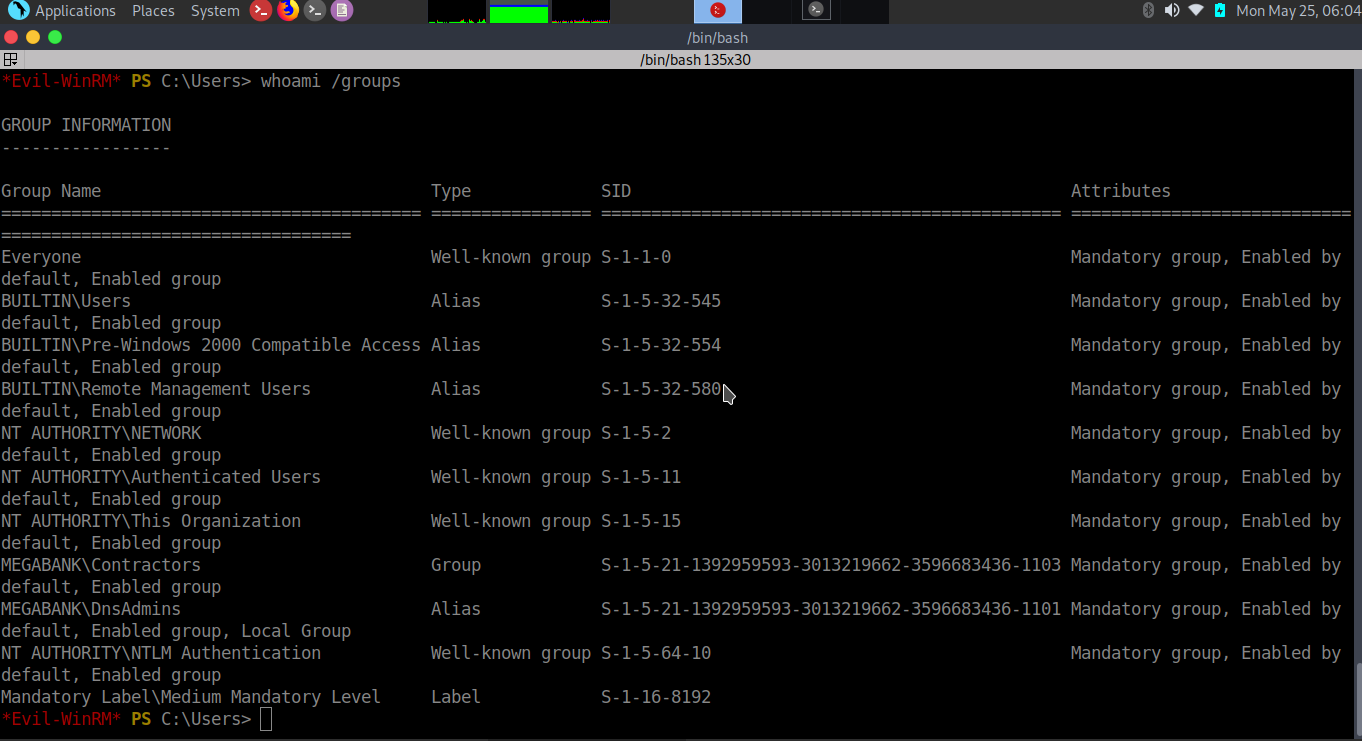 Applications Places System Mon May 25, 06:04
/bin/bash
/bin/bash 135x30
*Evil-WinRM* PS C:\Users> whoami /groups
GROUP INFORMATION
-----------------
Group Name Type SID Attributes
========================================== ================ ============================================== ============================
===================================
Everyone Well-known group S-1-1-0 Mandatory group, Enabled by
default, Enabled group
BUILTIN\Users Alias S-1-5-32-545 Mandatory group, Enabled by
default, Enabled group
BUILTIN\Pre-Windows 2000 Compatible Access Alias S-1-5-32-554 Mandatory group, Enabled by
default, Enabled group
BUILTIN\Remote Management Users Alias S-1-5-32-580 Mandatory group, Enabled by
default, Enabled group
NT AUTHORITY\NETWORK Well-known group S-1-5-2 Mandatory group, Enabled by
default, Enabled group
NT AUTHORITY\Authenticated Users Well-known group S-1-5-11 Mandatory group, Enabled by
default, Enabled group
NT AUTHORITY\This Organization Well-known group S-1-5-15 Mandatory group, Enabled by
default, Enabled group
MEGABANK\Contractors Group S-1-5-21-1392959593-3013219662-3596683436-1103 Mandatory group, Enabled by
default, Enabled group
MEGABANK\DnsAdmins Alias S-1-5-21-1392959593-3013219662-3596683436-1101 Mandatory group, Enabled by
default, Enabled group, Local Group
NT AUTHORITY\NTLM Authentication Well-known group S-1-5-64-10 Mandatory group, Enabled by
default, Enabled group
Mandatory Label\Medium Mandatory Level Label S-1-16-8192
*Evil-WinRM* PS C:\Users>